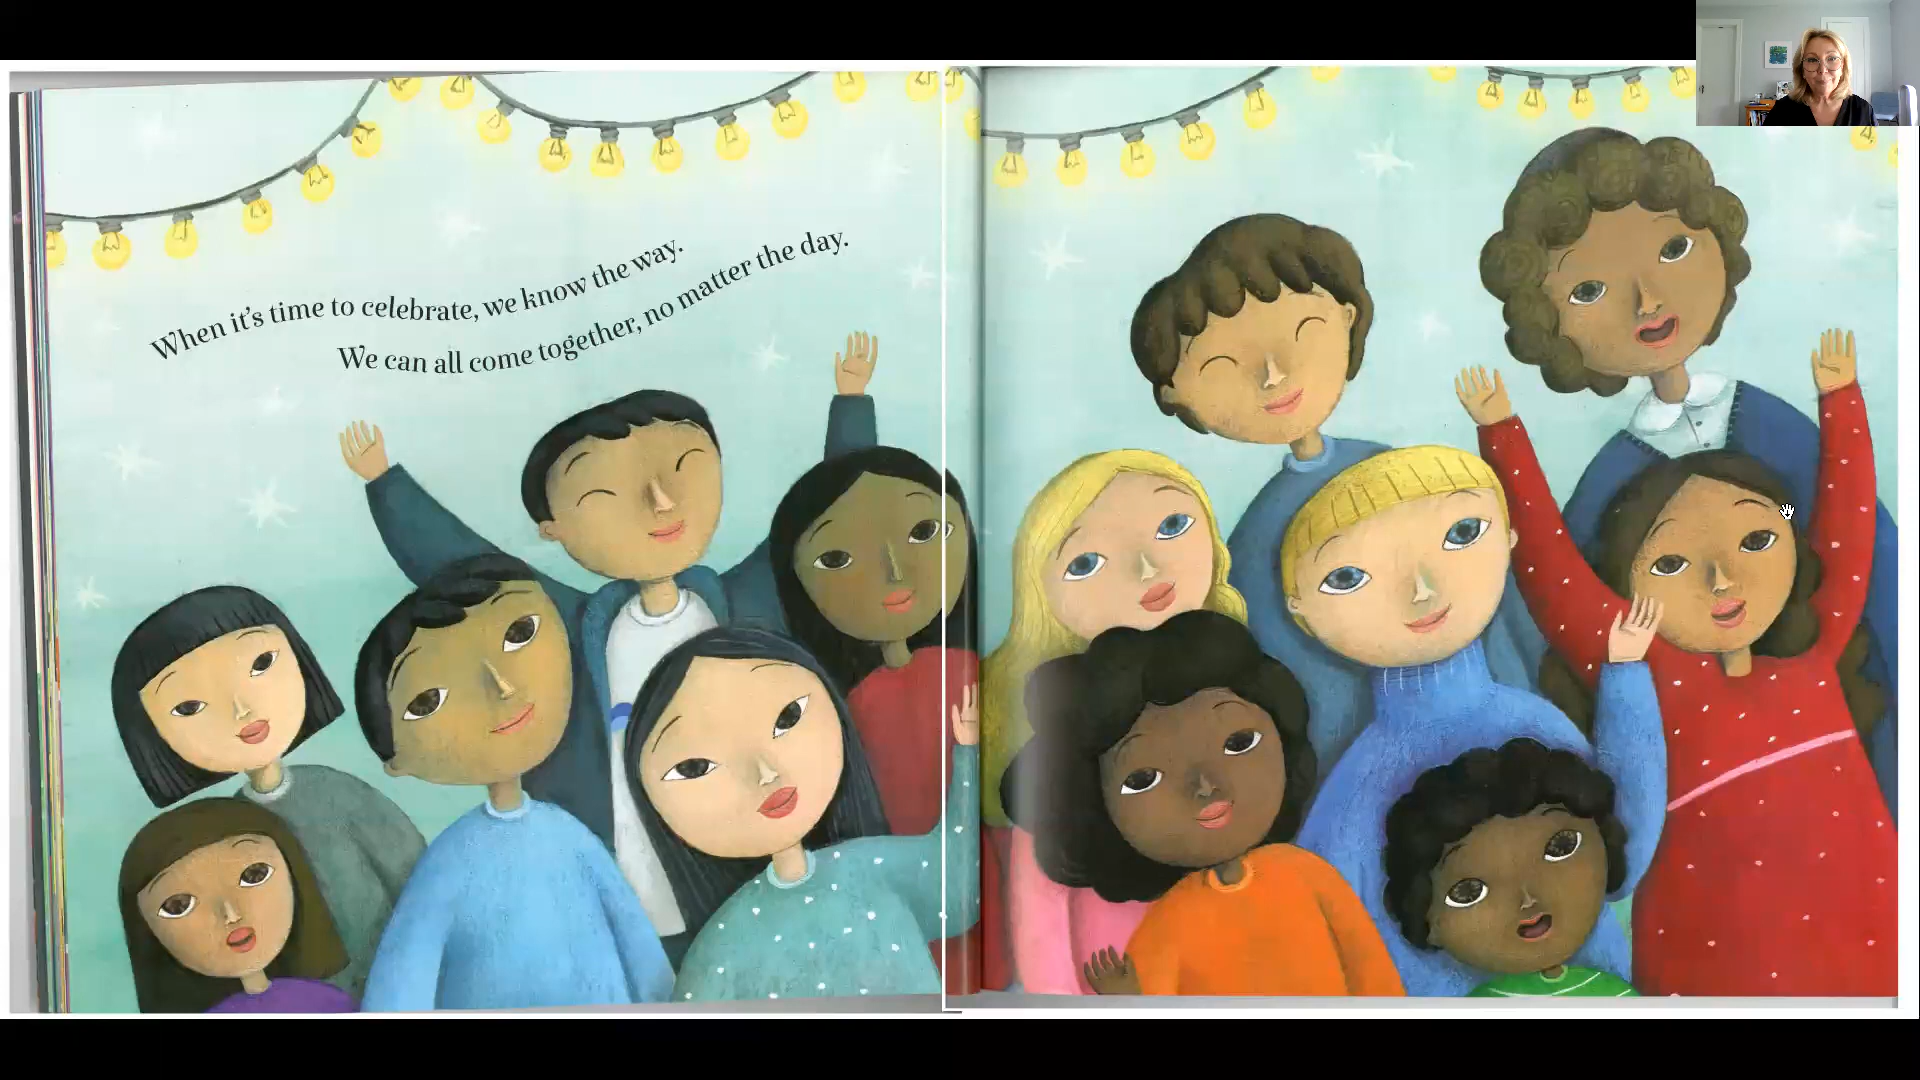 When it's time to celebrate, we know the way.
We can all come together, no matter the day.